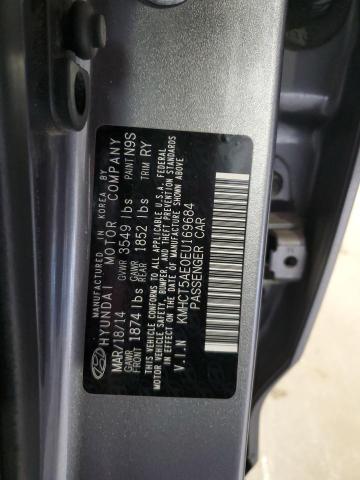 MANUFACTURED IN KOREA BY
HYUNDAI MOTOR COMPANY
MAR/18/14 GVWR 3549 lbs PAINT N9S
GAWR FRONT 1874 lbs GAWR REAR 1852 lbs TRIM RY
THIS VEHICLE CONFORMS TO ALL APPLICABLE U.S.A. FEDERAL
MOTOR VEHICLE SAFETY, BUMPER, AND THEFT PREVENTION STANDARDS
IN EFFECT ON THE DATE OF MANUFACTURE SHOWN ABOVE
V.I.N KMHCT5AE0EU169684
PASSENGER CAR